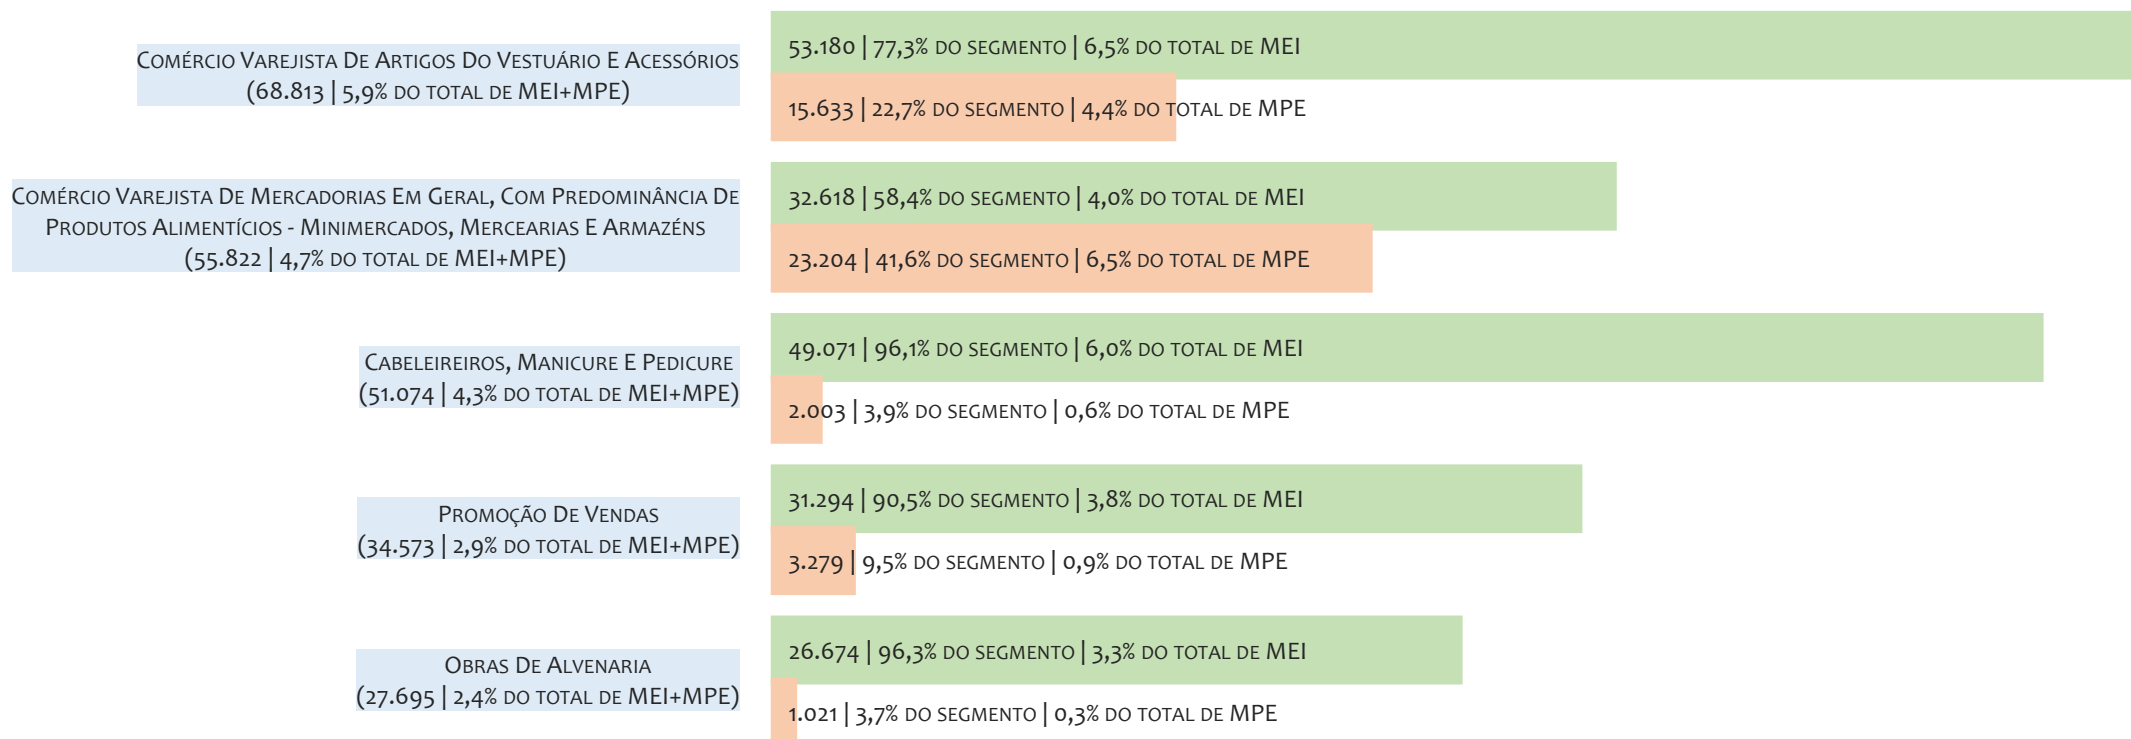 Comércio Varejista De Artigos Do Vestuário E Acessórios
(68.813 | 5,9% do total de MEI+MPE)
53.180 | 77,3% do segmento | 6,5% do total de MEI
15.633 | 22,7% do segmento | 4,4% do total de MPE
Comércio Varejista De Mercadorias Em Geral, Com Predominância De
Produtos Alimentícios - Minimercados, Mercearias E Armazéns
(55.822 | 4,7% do total de MEI+MPE)
32.618 | 58,4% do segmento | 4,0% do total de MEI
23.204 | 41,6% do segmento | 6,5% do total de MPE
Cabeleireiros, Manicure E Pedicure
(51.074 | 4,3% do total de MEI+MPE)
49.071 | 96,1% do segmento | 6,0% do total de MEI
2.003 | 3,9% do segmento | 0,6% do total de MPE
Promoção De Vendas
(34.573 | 2,9% do total de MEI+MPE)
31.294 | 90,5% do segmento | 3,8% do total de MEI
3.279 | 9,5% do segmento | 0,9% do total de MPE
Obras De Alvenaria
(27.695 | 2,4% do total de MEI+MPE)
26.674 | 96,3% do segmento | 3,3% do total de MEI
1.021 | 3,7% do segmento | 0,3% do total de MPE